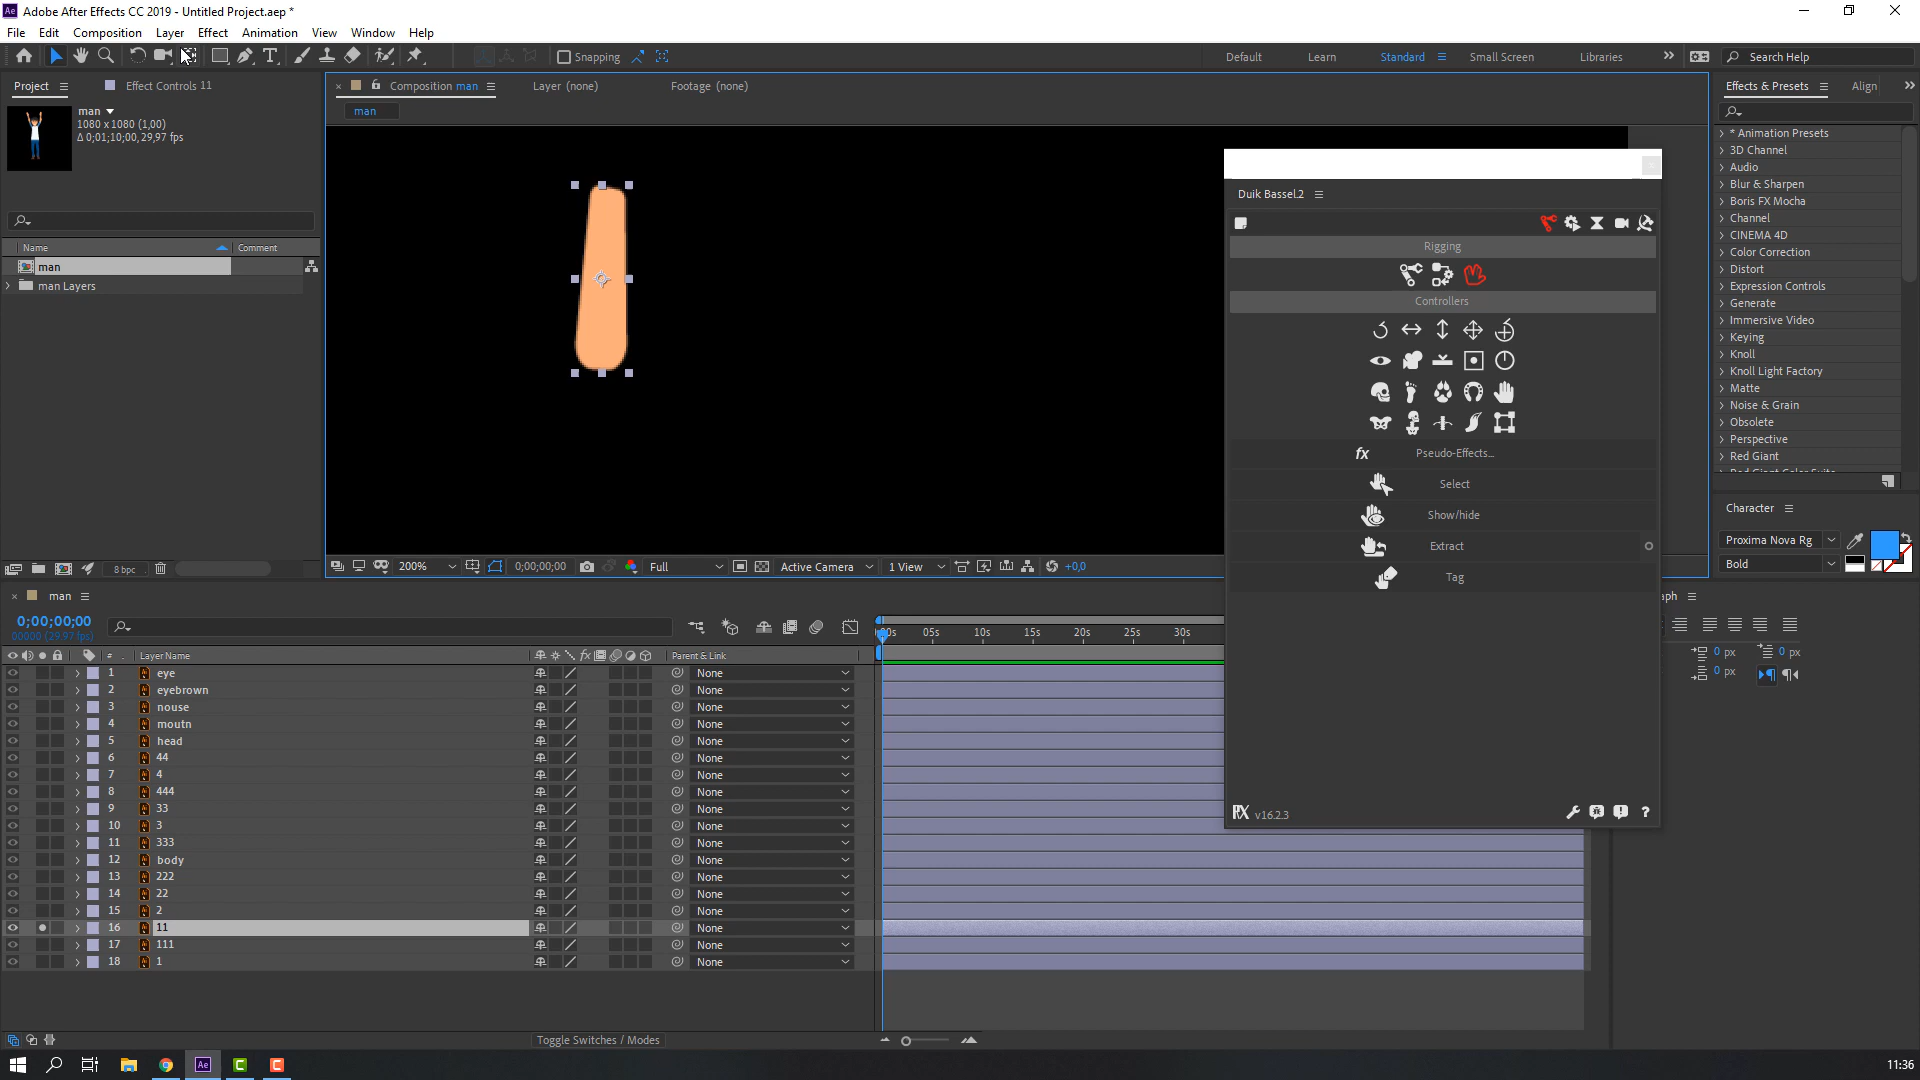 Ae Adobe After Effects CC 2019 - Untitled Project.aep *
File Edit Composition Layer Effect Animation View Window Help
Snapping
Default Learn Standard Small Screen Libraries Search Help
Project Effect Controls 11
Composition man Layer (none) Footage (none)
Effects & Presets Align
man
1080 x 1080 (1,00)
Δ 0;01;10;00, 29,97 fps
man
Name Comment
man
man Layers
8 bpc
* Animation Presets
3D Channel
Audio
Blur & Sharpen
Boris FX Mocha
Channel
CINEMA 4D
Color Correction
Distort
Expression Controls
Generate
Immersive Video
Keying
Knoll
Knoll Light Factory
Matte
Noise & Grain
Obsolete
Perspective
Red Giant
Duik Bassel.2
Rigging
Controllers
fx Pseudo-Effects...
Select
Show/hide
Extract
Tag
v16.2.3
200% 0;00;00;00 Full Active Camera 1 View +0,0
Character
Proxima Nova Rg
Bold
man
0;00;00;00
00000 (29.97 fps)
05s 10s 15s 20s 25s 30s
# Layer Name fx Parent & Link
1 eye None
2 eyebrown None
3 nouse None
4 moutn None
5 head None
6 44 None
7 4 None
8 444 None
9 33 None
10 3 None
11 333 None
12 body None
13 222 None
14 22 None
15 2 None
16 11 None
17 111 None
18 1 None
0 px 0 px
0 px
Toggle Switches / Modes
Ae
11:36